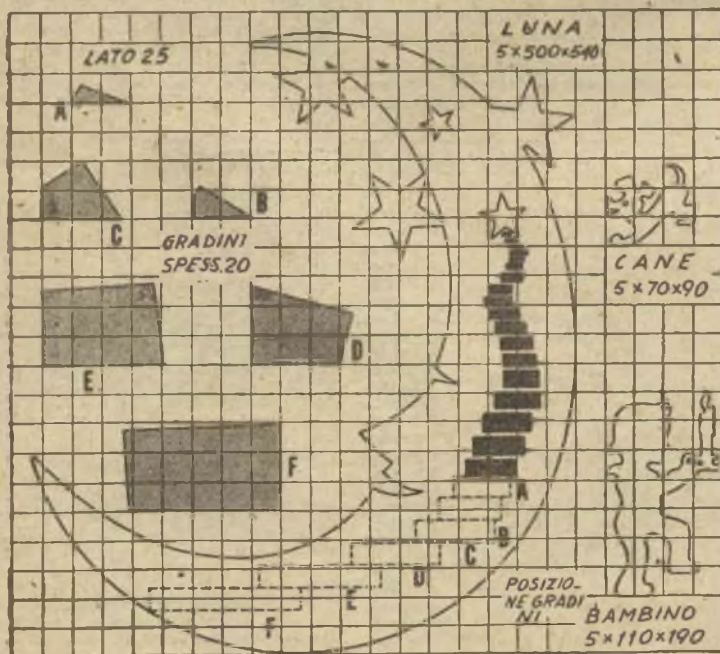 LATO 25
LUNA
5×500×540
A
C
B
GRADINI
SPESS.20
CANE
5×70×90
E
D
F
A
B
C
D
E
F
POSIZIO-
NE GRADI
NI.
BAMBINO
5×110×190